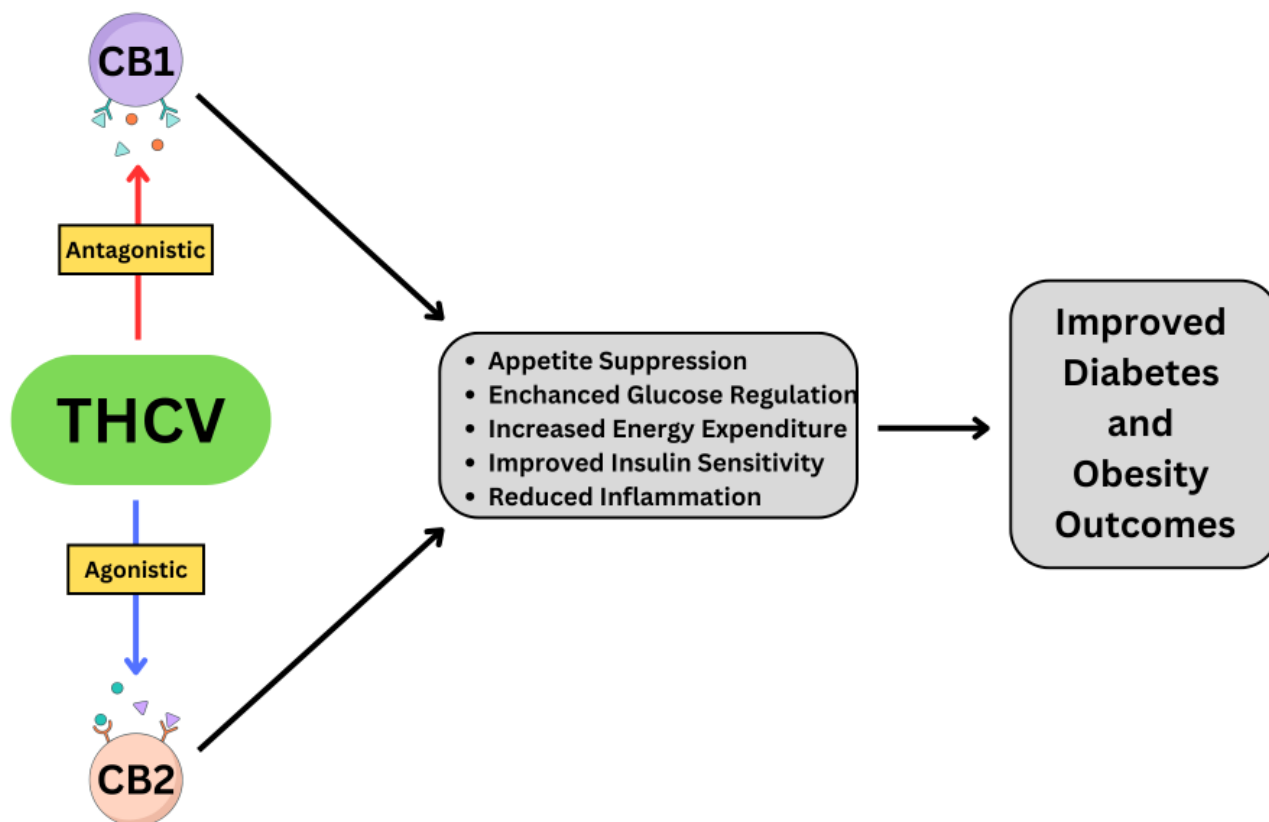 CB1
Antagonistic
THCV
Agonistic
CB2
• Appetite Suppression
• Enchanced Glucose Regulation
• Increased Energy Expenditure
• Improved Insulin Sensitivity
• Reduced Inflammation
Improved
Diabetes
and
Obesity
Outcomes